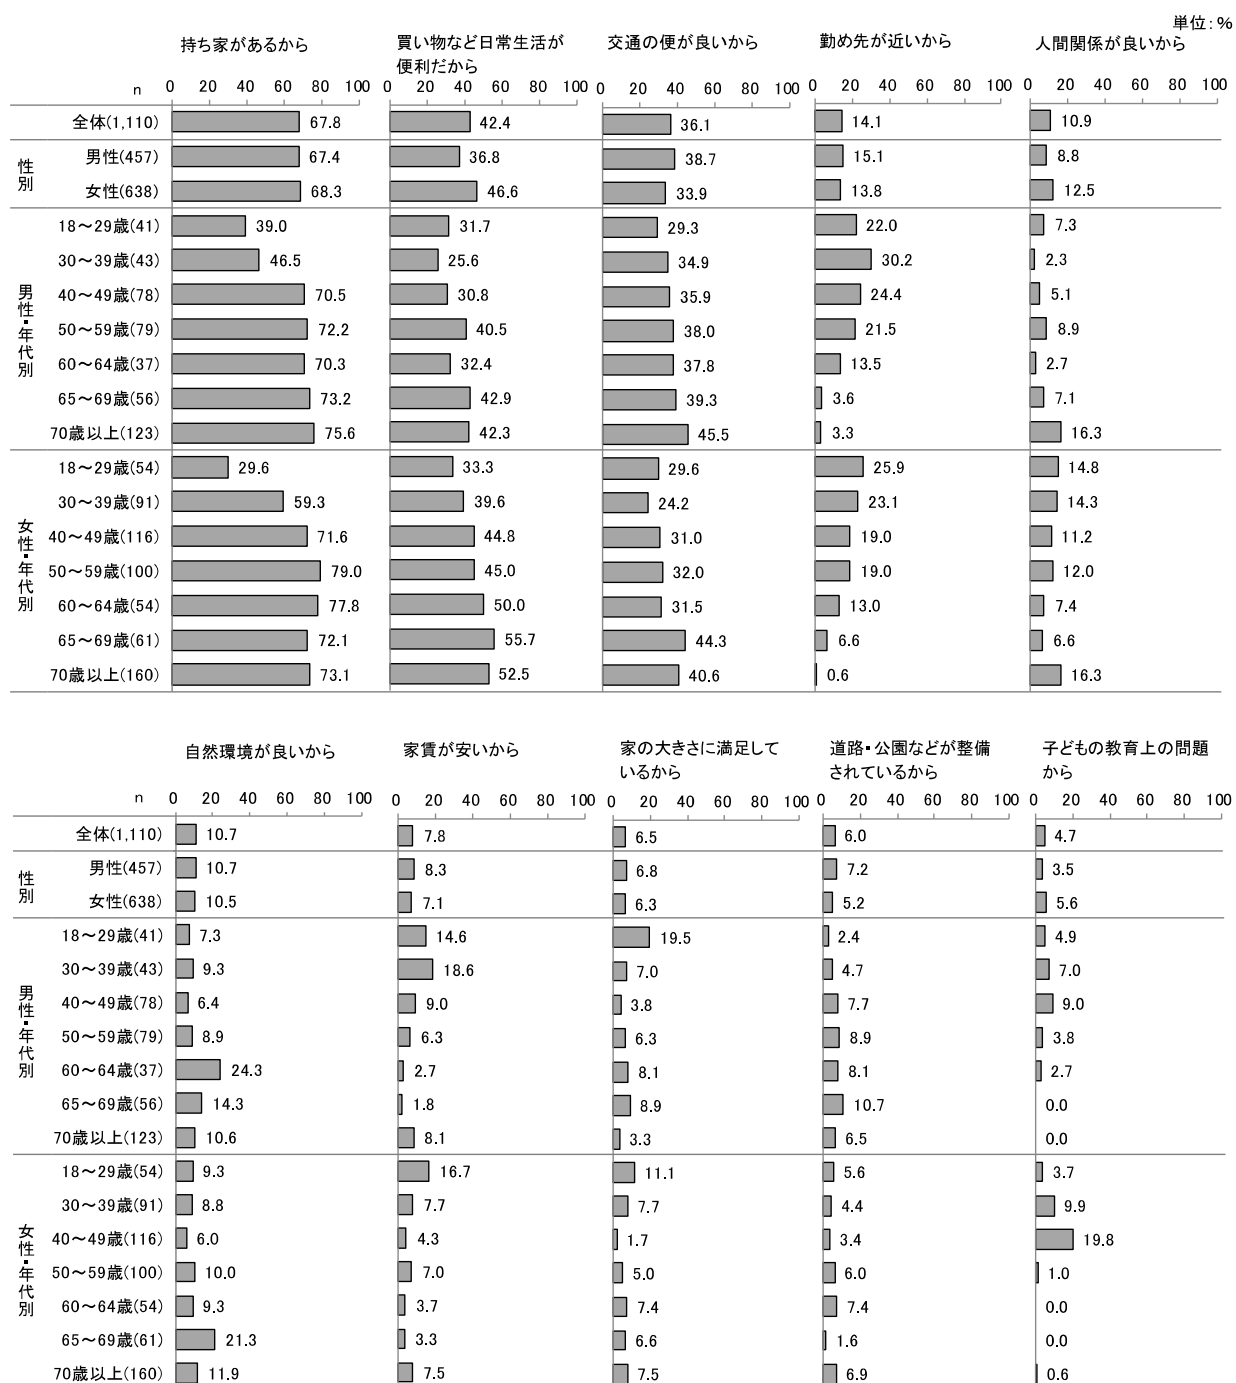 単位：%
持ち家があるから 買い物など日常生活が 交通の便が良いから 勤め先が近いから 人間関係が良いから
便利だから
n 0 20 40 60 80 100 0 20 40 60 80 100 0 20 40 60 80 100 0 20 40 60 80 100 0 20 40 60 80 100
全体(1,110) 67.8 42.4 36.1 14.1 10.9
性別
男性(457) 67.4 36.8 38.7 15.1 8.8
女性(638) 68.3 46.6 33.9 13.8 12.5
男性・年代別
18～29歳(41) 39.0 31.7 29.3 22.0 7.3
30～39歳(43) 46.5 25.6 34.9 30.2 2.3
40～49歳(78) 70.5 30.8 35.9 24.4 5.1
50～59歳(79) 72.2 40.5 38.0 21.5 8.9
60～64歳(37) 70.3 32.4 37.8 13.5 2.7
65～69歳(56) 73.2 42.9 39.3 3.6 7.1
70歳以上(123) 75.6 42.3 45.5 3.3 16.3
女性・年代別
18～29歳(54) 29.6 33.3 29.6 25.9 14.8
30～39歳(91) 59.3 39.6 24.2 23.1 14.3
40～49歳(116) 71.6 44.8 31.0 19.0 11.2
50～59歳(100) 79.0 45.0 32.0 19.0 12.0
60～64歳(54) 77.8 50.0 31.5 13.0 7.4
65～69歳(61) 72.1 55.7 44.3 6.6 6.6
70歳以上(160) 73.1 52.5 40.6 0.6 16.3
自然環境が良いから 家賃が安いから 家の大きさに満足して 道路・公園などが整備 子どもの教育上の問題
いるから されているから から
n 0 20 40 60 80 100 0 20 40 60 80 100 0 20 40 60 80 100 0 20 40 60 80 100 0 20 40 60 80 100
全体(1,110) 10.7 7.8 6.5 6.0 4.7
性別
男性(457) 10.7 8.3 6.8 7.2 3.5
女性(638) 10.5 7.1 6.3 5.2 5.6
男性・年代別
18～29歳(41) 7.3 14.6 19.5 2.4 4.9
30～39歳(43) 9.3 18.6 7.0 4.7 7.0
40～49歳(78) 6.4 9.0 3.8 7.7 9.0
50～59歳(79) 8.9 6.3 6.3 8.9 3.8
60～64歳(37) 24.3 2.7 8.1 8.1 2.7
65～69歳(56) 14.3 1.8 8.9 10.7 0.0
70歳以上(123) 10.6 8.1 3.3 6.5 0.0
女性・年代別
18～29歳(54) 9.3 16.7 11.1 5.6 3.7
30～39歳(91) 8.8 7.7 7.7 4.4 9.9
40～49歳(116) 6.0 4.3 1.7 3.4 19.8
50～59歳(100) 10.0 7.0 5.0 6.0 1.0
60～64歳(54) 9.3 3.7 7.4 7.4 0.0
65～69歳(61) 21.3 3.3 6.6 1.6 0.0
70歳以上(160) 11.9 7.5 7.5 6.9 0.6